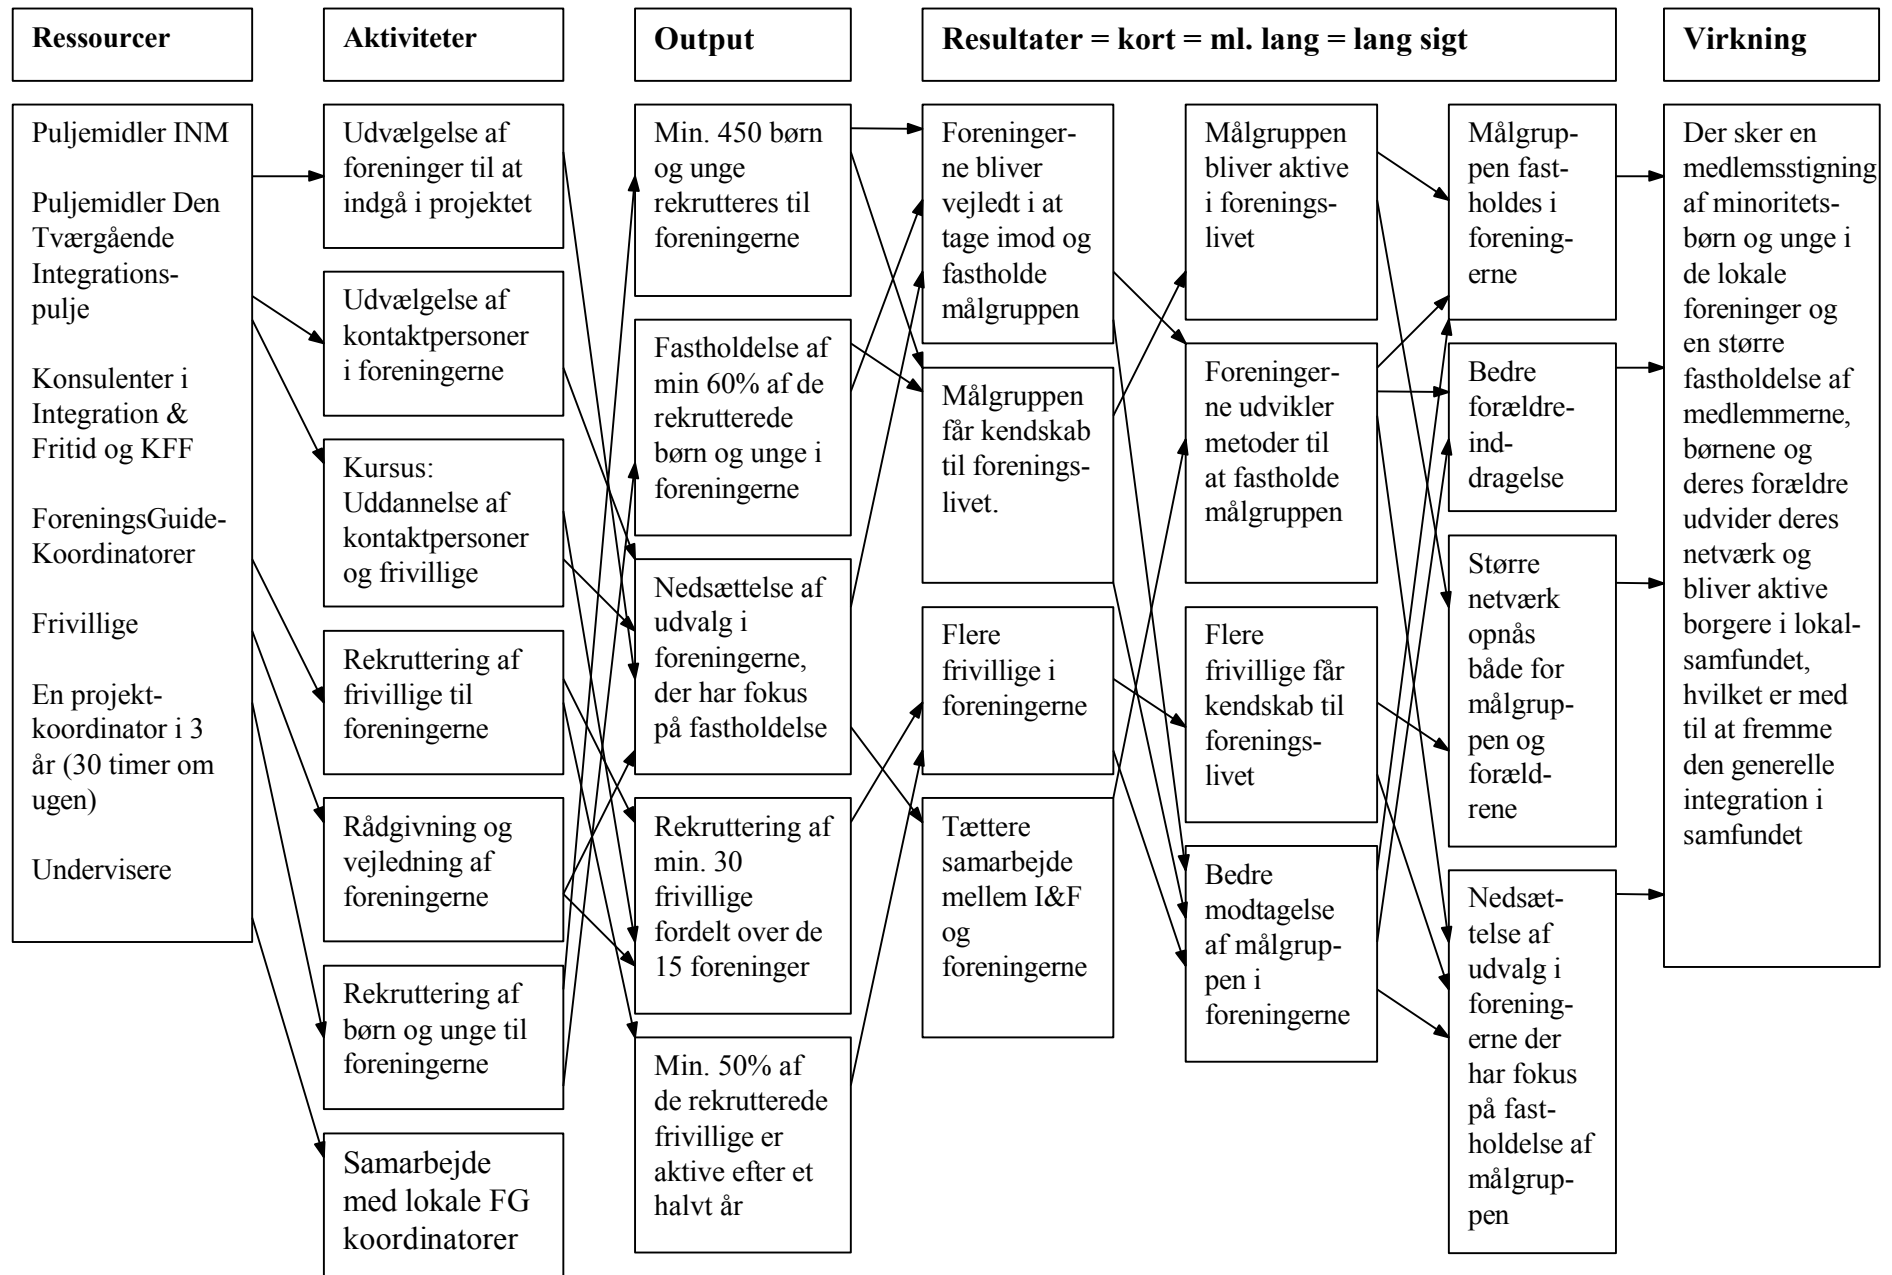 Ressourcer
Aktiviteter
Output
Resultater = kort = ml. lang = lang sigt
Virkning
Puljemidler INM
Puljemidler Den
Tværgående
Integrations-
pulje
Konsulenter i
Integration &
Fritid og KFF
ForeningsGuide-
Koordinatorer
Frivillige
En projekt-
koordinator i 3
år (30 timer om
ugen)
Undervisere
Udvælgelse af
foreninger til at
indgå i projektet
Udvælgelse af
kontaktpersoner
i foreningerne
Kursus:
Uddannelse af
kontaktpersoner
og frivillige
Rekruttering af
frivillige til
foreningerne
Rådgivning og
vejledning af
foreningerne
Rekruttering af
børn og unge til
foreningerne
Samarbejde
med lokale FG
koordinatorer
Min. 450 børn
og unge
rekrutteres til
foreningerne
Fastholdelse af
min 60% af de
rekrutterede
børn og unge i
foreningerne
Nedsættelse af
udvalg i
foreningerne,
der har fokus
på fastholdelse
Rekruttering af
min. 30
frivillige
fordelt over de
15 foreninger
Min. 50% af
de rekrutterede
frivillige er
aktive efter et
halvt år
Foreninger-
ne bliver
vejledt i at
tage imod og
fastholde
målgruppen
Målgruppen
får kendskab
til forenings-
livet.
Flere
frivillige i
foreningerne
Tættere
samarbejde
mellem I&F
og
foreningerne
Målgruppen
bliver aktive
i forenings-
livet
Foreninger-
ne udvikler
metoder til
at fastholde
målgruppen
Flere
frivillige får
kendskab til
forenings-
livet
Bedre
modtagelse
af målgrup-
pen i
foreningerne
Målgrup-
pen fast-
holdes i
forening-
erne
Bedre
forældre-
ind-
dragelse
Større
netværk
opnås
både for
målgrup-
pen og
foræld-
rene
Nedsæt-
telse af
udvalg i
forening-
erne der
har fokus
på fast-
holdelse af
målgrup-
pen
Der sker en
medlemsstigning
af minoritets-
børn og unge i
de lokale
foreninger og
en større
fastholdelse af
medlemmerne,
børnene og
deres forældre
udvider deres
netværk og
bliver aktive
borgere i lokal-
samfundet,
hvilket er med
til at fremme
den generelle
integration i
samfundet